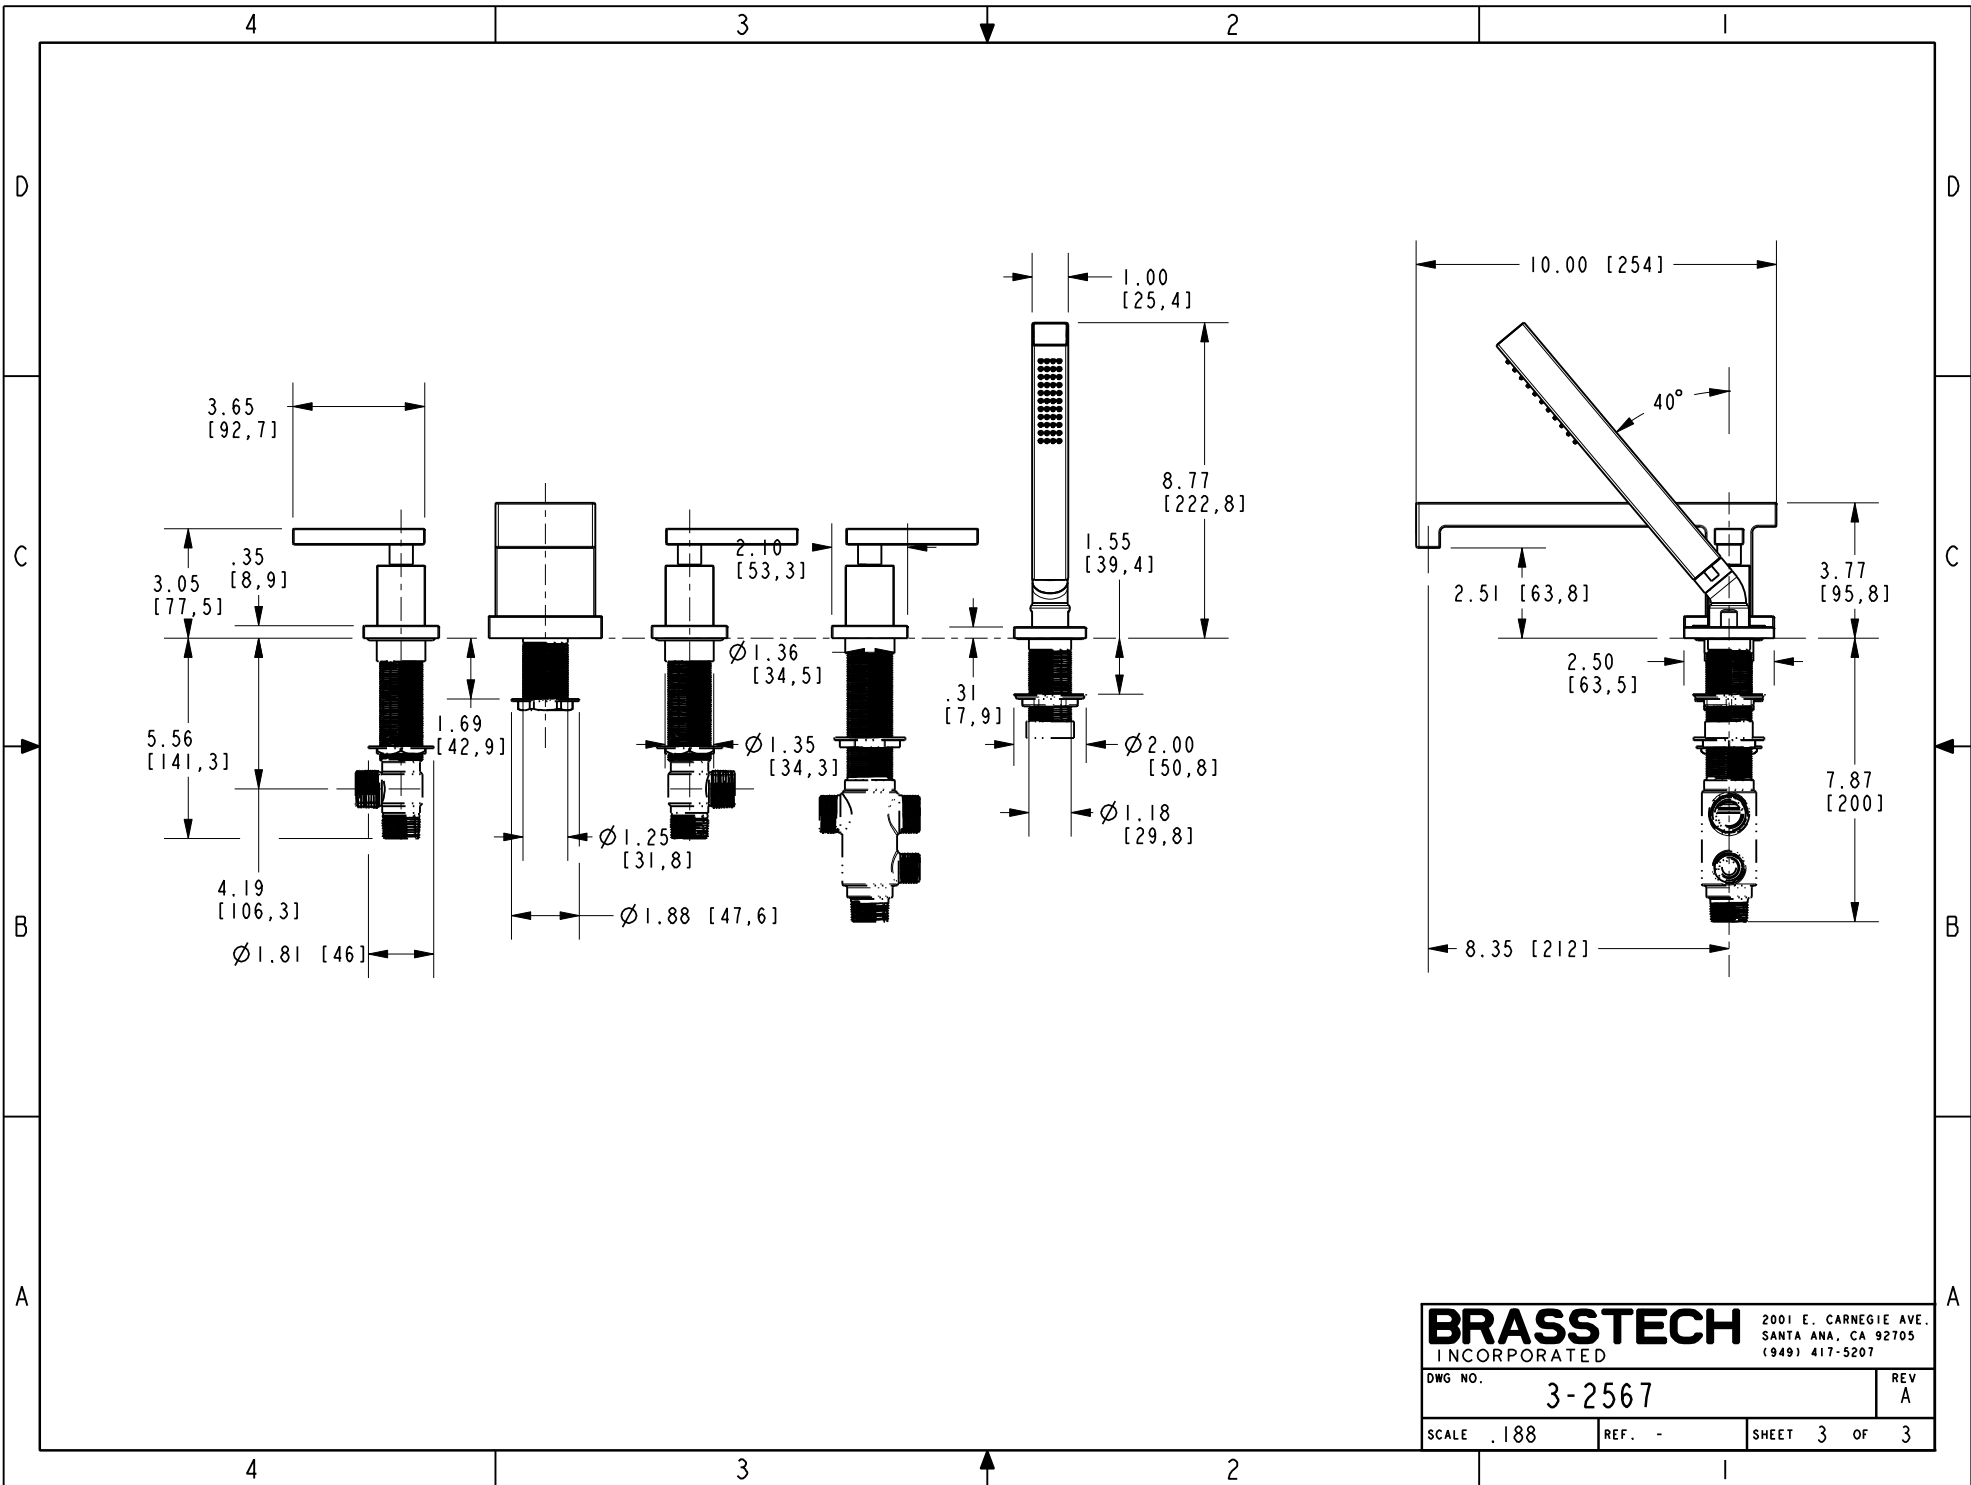 4 3 2 1
D D
10.00 [254]
1.00
[25,4]
40°
3.65
[92,7]
8.77
[222,8]
1.55
[39,4]
2.10
[53,3]
.35
[8,9]
C C
3.05
[77,5]
2.51 [63,8]
3.77
[95,8]
Ø1.36
[34,5]
2.50
[63,5]
.31
[7,9]
1.69
[42,9]
5.56
[141,3]
Ø1.35
[34,3]
Ø2.00
[50,8]
7.87
[200]
Ø1.18
[29,8]
Ø1.25
[31,8]
4.19
[106,3]
Ø1.88 [47,6]
B B
Ø1.81 [46]
8.35 [212]
A A
BRASSTECH
INCORPORATED
2001 E. CARNEGIE AVE.
SANTA ANA, CA 92705
(949) 417-5207
DWG NO.
3-2567
REV
A
SCALE .188 REF. - SHEET 3 OF 3
4 3 2 1